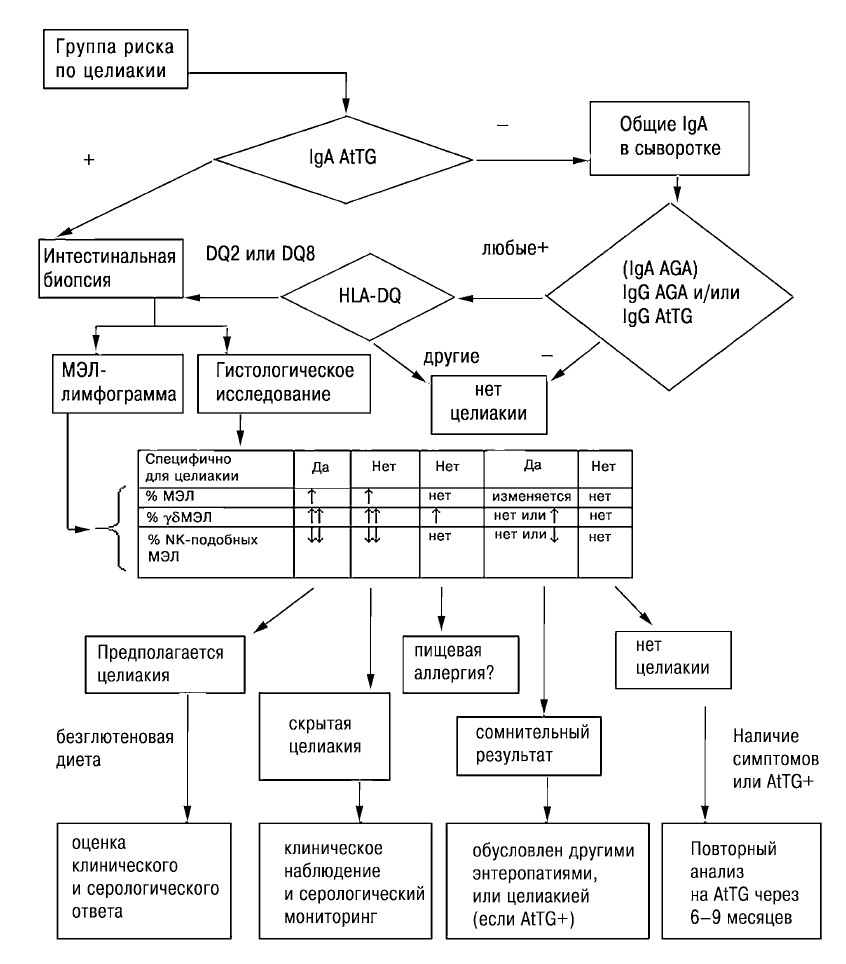 Группа риска
по целиакии
IgA AtTG
+
–
Общие IgA
в сыворотке
(IgA AGA)
IgG AGA и/или
IgG AtTG
любые+
–
HLA-DQ
DQ2 или DQ8
другие
нет
целиакии
Интестинальная
биопсия
МЭЛ-
лимфограмма
Гистологическое
исследование
Специфично
для целиакии
Да
Нет
Нет
Да
Нет
% МЭЛ
↑
↑
нет
изменяется
нет
% γδМЭЛ
↑↑
↑↑
↑
нет или ↑
нет
% NK-подобных
МЭЛ
↓↓
↓↓
нет
нет или ↓
нет
Предполагается
целиакия
скрытая
целиакия
пищевая
аллергия?
сомнительный
результат
нет
целиакии
безглютеновая
диета
Наличие
симптомов
или AtTG+
оценка
клинического
и серологического
ответа
клиническое
наблюдение
и серологический
мониторинг
обусловлен другими
энтеропатиями,
или целиакией
(если AtTG+)
Повторный
анализ
на AtTG через
6–9 месяцев